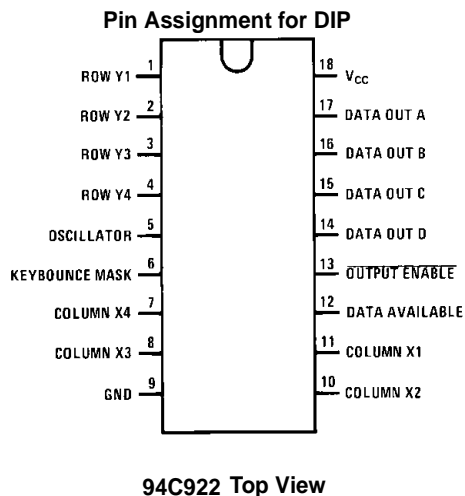 Pin Assignment for DIP
ROW Y1 1
ROW Y2 2
ROW Y3 3
ROW Y4 4
OSCILLATOR 5
KEYBOUNCE MASK 6
COLUMN X4 7
COLUMN X3 8
GND 9
18 VCC
17 DATA OUT A
16 DATA OUT B
15 DATA OUT C
14 DATA OUT D
13 OUTPUT ENABLE
12 DATA AVAILABLE
11 COLUMN X1
10 COLUMN X2
94C922 Top View